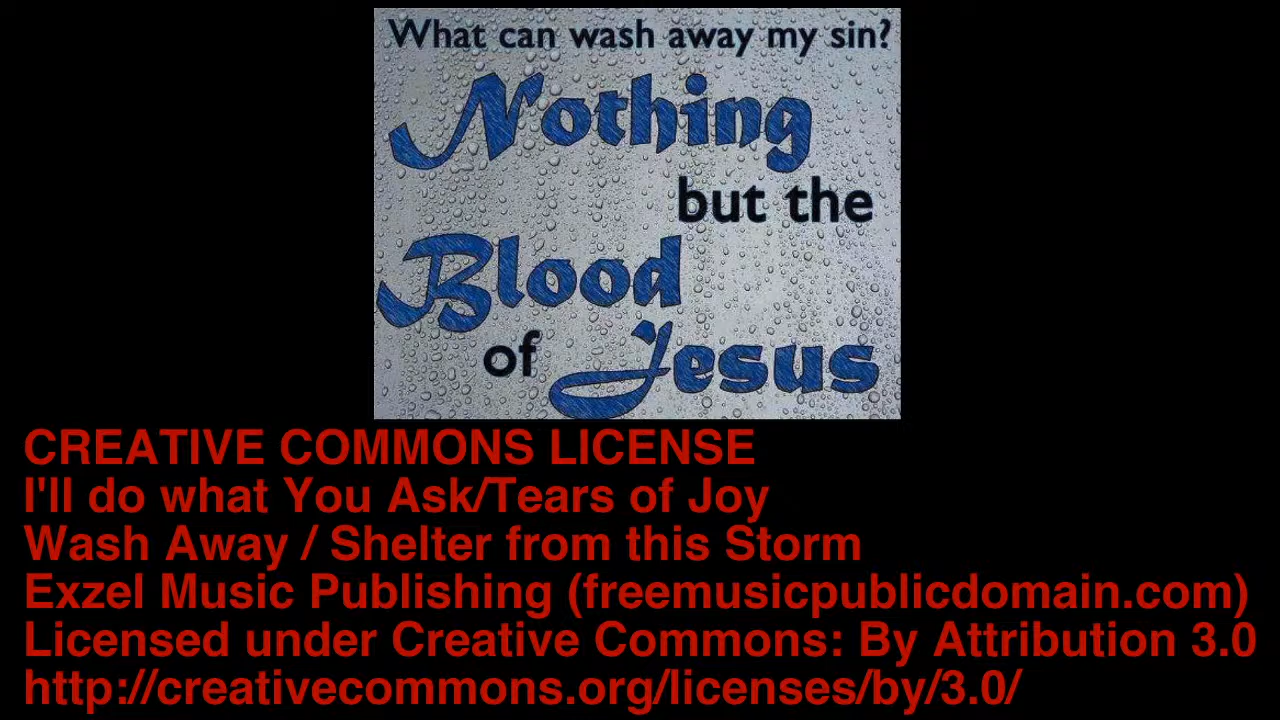 What can wash away my sin?
Nothing
but the
Blood
of Jesus
CREATIVE COMMONS LICENSE
I'll do what You Ask/Tears of Joy
Wash Away / Shelter from this Storm
Exzel Music Publishing (freemusicpublicdomain.com)
Licensed under Creative Commons: By Attribution 3.0
http://creativecommons.org/licenses/by/3.0/